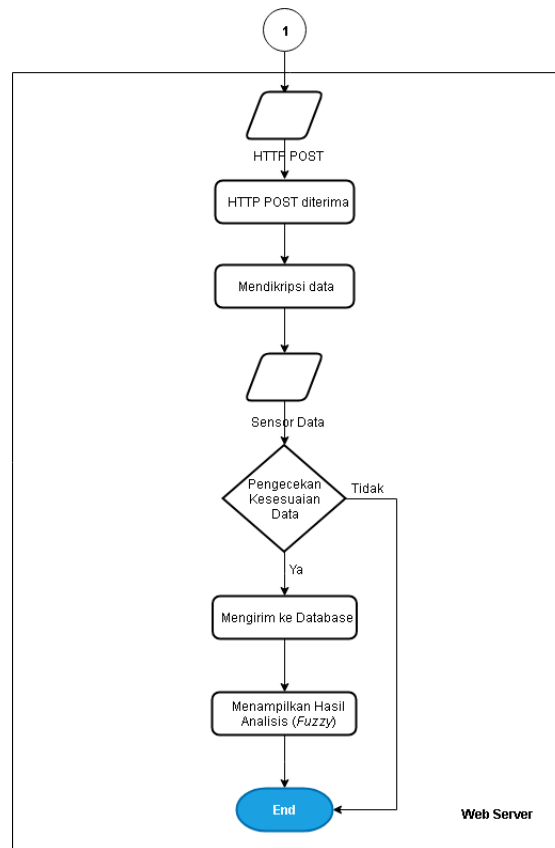 1
HTTP POST
HTTP POST diterima
Mendikripsi data
Sensor Data
Pengecekan
Kesesuaian
Data
Tidak
Ya
Mengirim ke Database
Menampilkan Hasil
Analisis (Fuzzy)
End
Web Server